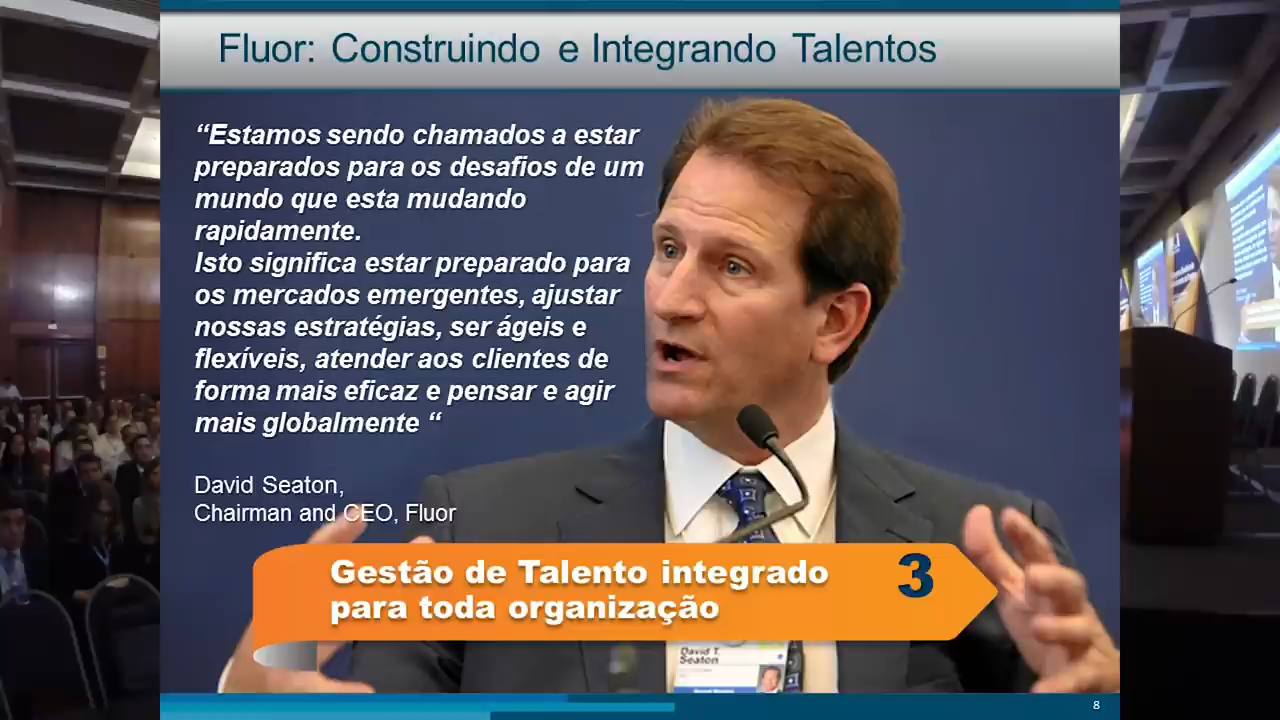 Fluor: Construindo e Integrando Talentos
“Estamos sendo chamados a estar
preparados para os desafios de um
mundo que esta mudando
rapidamente.
Isto significa estar preparado para
os mercados emergentes, ajustar
nossas estratégias, ser ágeis e
flexíveis, atender aos clientes de
forma mais eficaz e pensar e agir
mais globalmente “
David Seaton,
Chairman and CEO, Fluor
Gestão de Talento integrado
para toda organização
3
David T.
Seaton
8